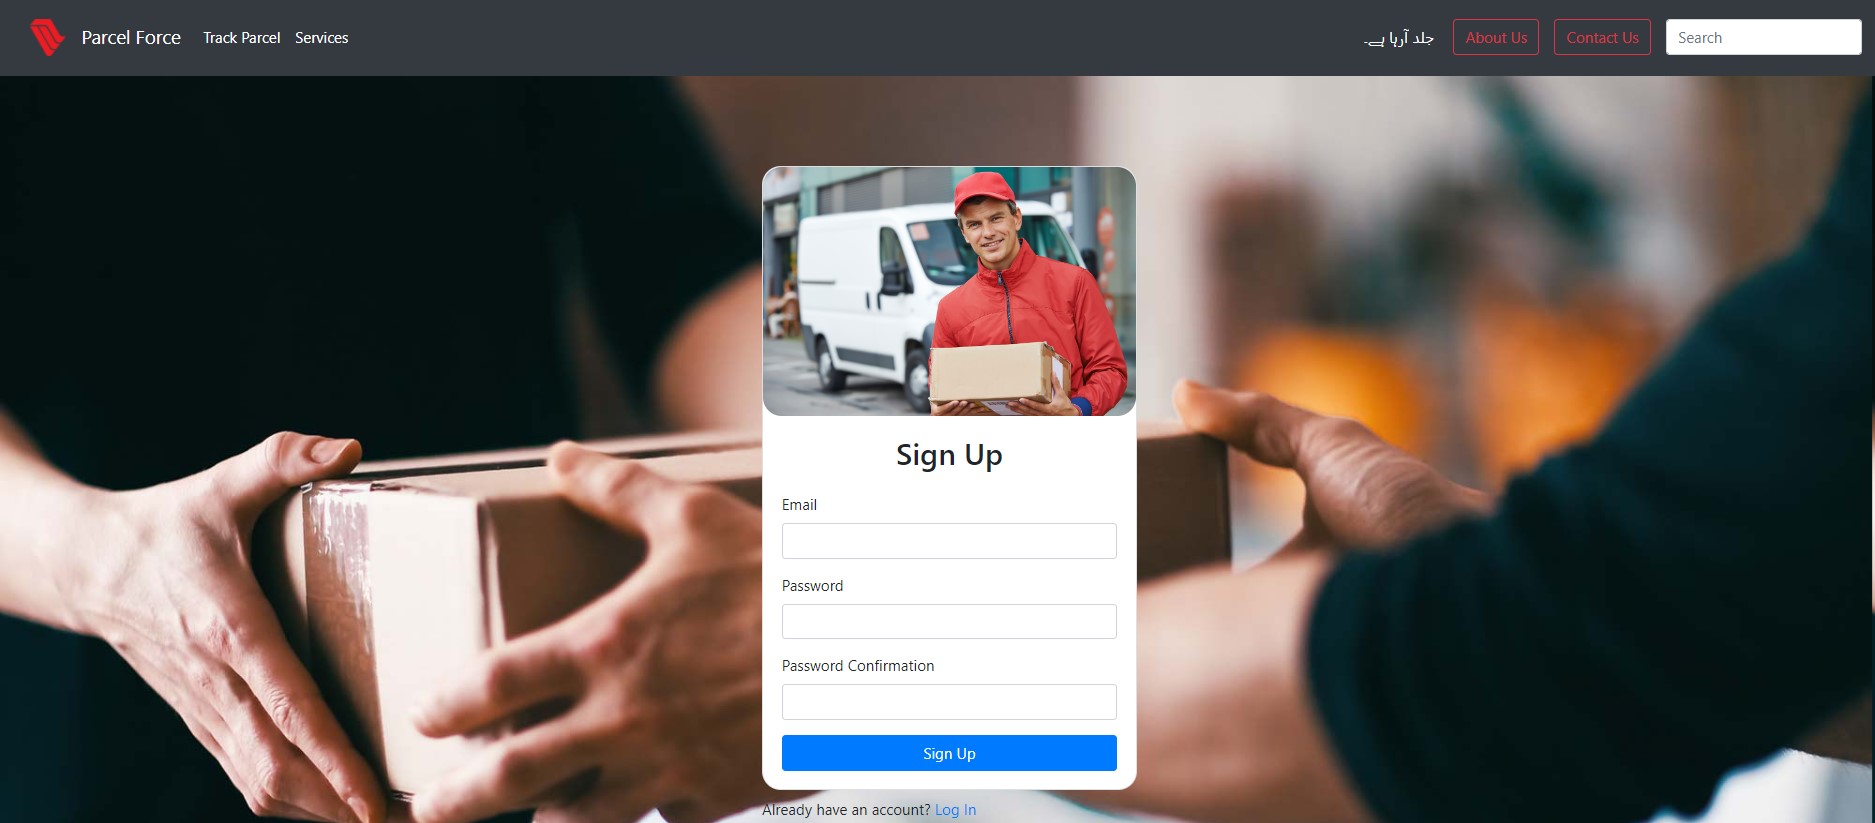 Parcel Force
Track Parcel
Services
جلد آرہا ہے۔
About Us
Contact Us
Search
Sign Up
Email
Password
Password Confirmation
Sign Up
Already have an account? Log In